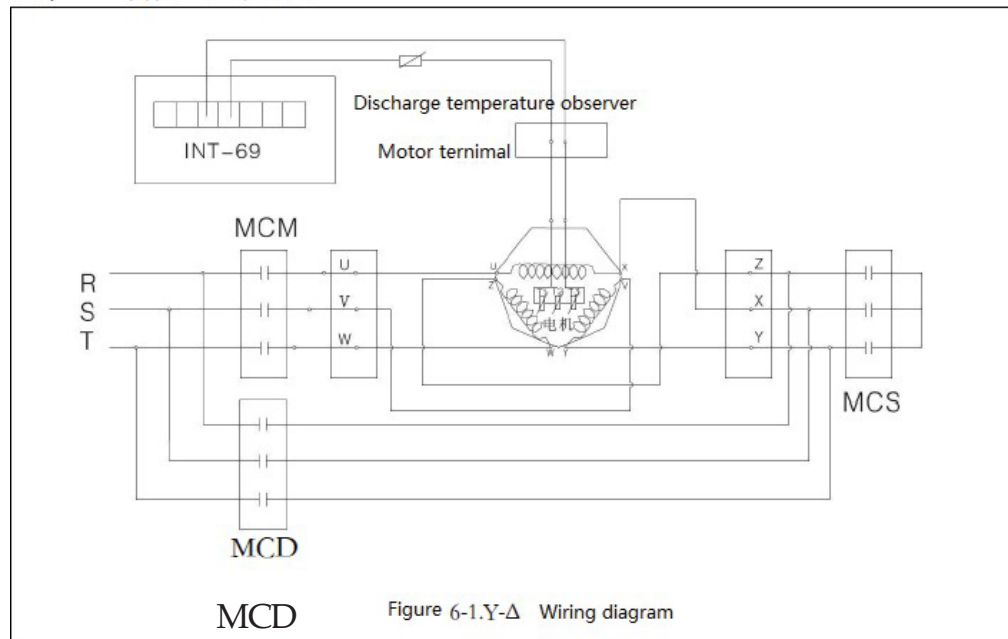 Discharge temperature observer
INT-69
Motor ternimal
MCM
R
S
T
U
V
W
U
Z
X
V
电机
W Y
Z
X
Y
MCS
MCD
MCD
Figure 6-1.Y-Δ Wiring diagram